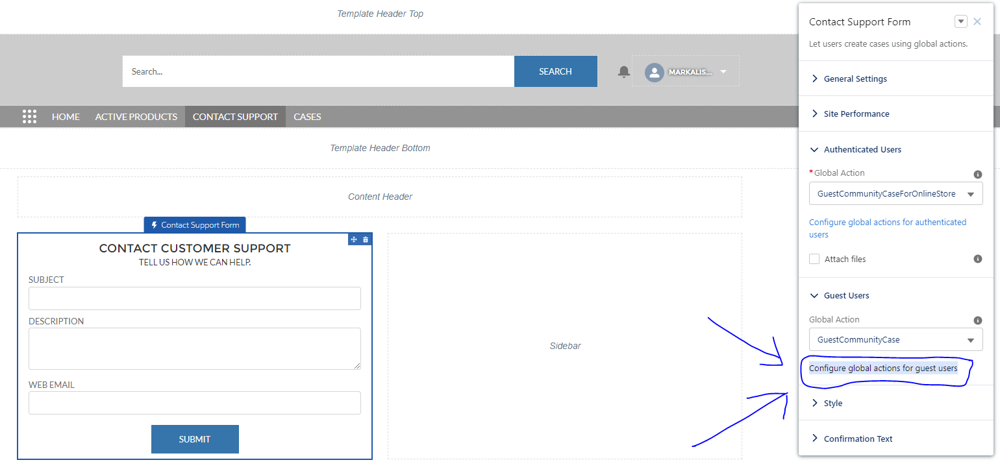 Template Header Top
Search...
SEARCH
MARKALIS...
HOME
ACTIVE PRODUCTS
CONTACT SUPPORT
CASES
Template Header Bottom
Content Header
Contact Support Form
CONTACT CUSTOMER SUPPORT
TELL US HOW WE CAN HELP.
SUBJECT
DESCRIPTION
WEB EMAIL
SUBMIT
Sidebar
Contact Support Form
Let users create cases using global actions.
General Settings
Site Performance
Authenticated Users
* Global Action
GuestCommunityCaseForOnlineStore
Configure global actions for authenticated
users
Attach files
Guest Users
Global Action
GuestCommunityCase
Configure global actions for guest users
Style
Confirmation Text